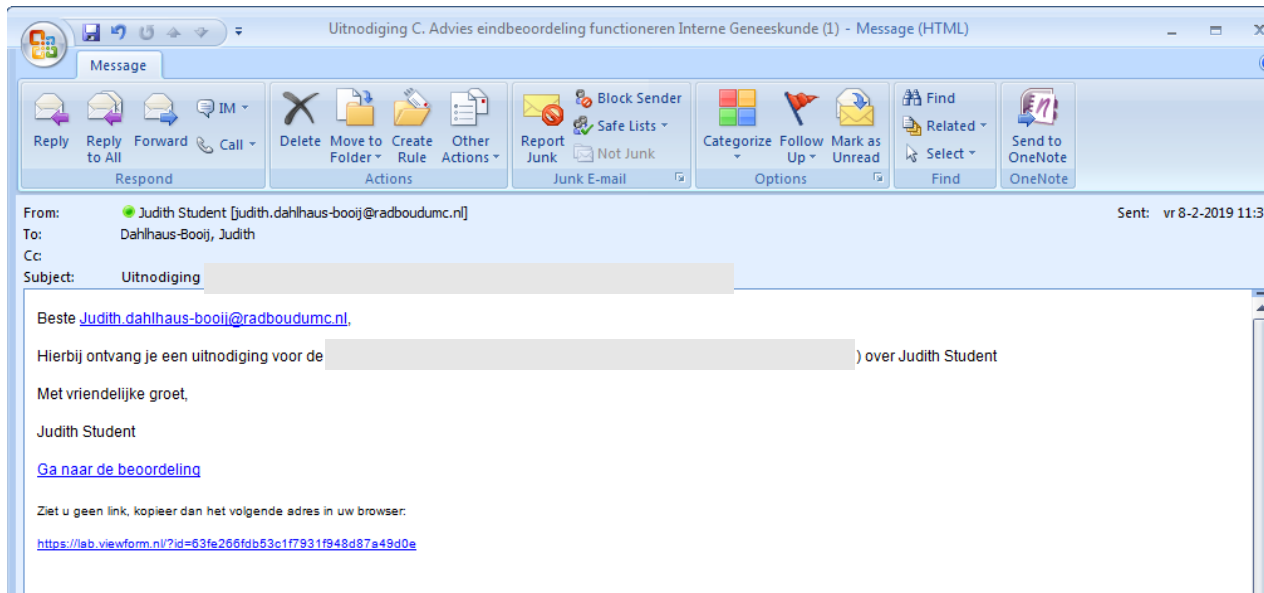 Uitnodiging C. Advies eindbeoordeling functioneren Interne Geneeskunde (1) - Message (HTML)
Message
Reply
Reply to All
Forward
IM
Call
Respond
Delete
Move to Folder
Create Rule
Other Actions
Actions
Report Junk
Block Sender
Safe Lists
Not Junk
Junk E-mail
Categorize
Follow Up
Mark as Unread
Options
Find
Related
Select
Find
Send to OneNote
OneNote
From: Judith Student [judith.dahlhaus-booij@radboudumc.nl]
Sent: vr 8-2-2019 11:3
To: Dahlhaus-Booij, Judith
Cc:
Subject: Uitnodiging
Beste Judith.dahlhaus-booij@radboudumc.nl,
Hierbij ontvang je een uitnodiging voor de ) over Judith Student
Met vriendelijke groet,
Judith Student
Ga naar de beoordeling
Ziet u geen link, kopieer dan het volgende adres in uw browser:
https://lab.viewform.nl/?id=63fe266fdb53c1f7931f948d87a49d0e